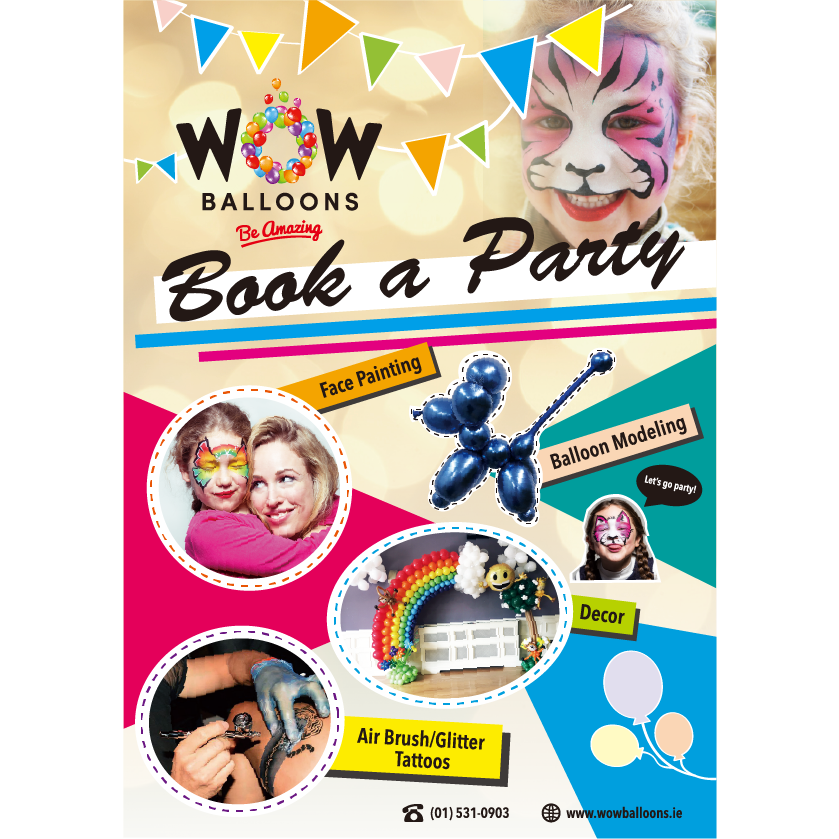 WOW
BALLOONS
Be Amazing
Book a Party
Face Painting
Balloon Modeling
Let's go party!
Decor
Air Brush/Glitter
Tattoos
(01) 531-0903
www.wowballoons.ie